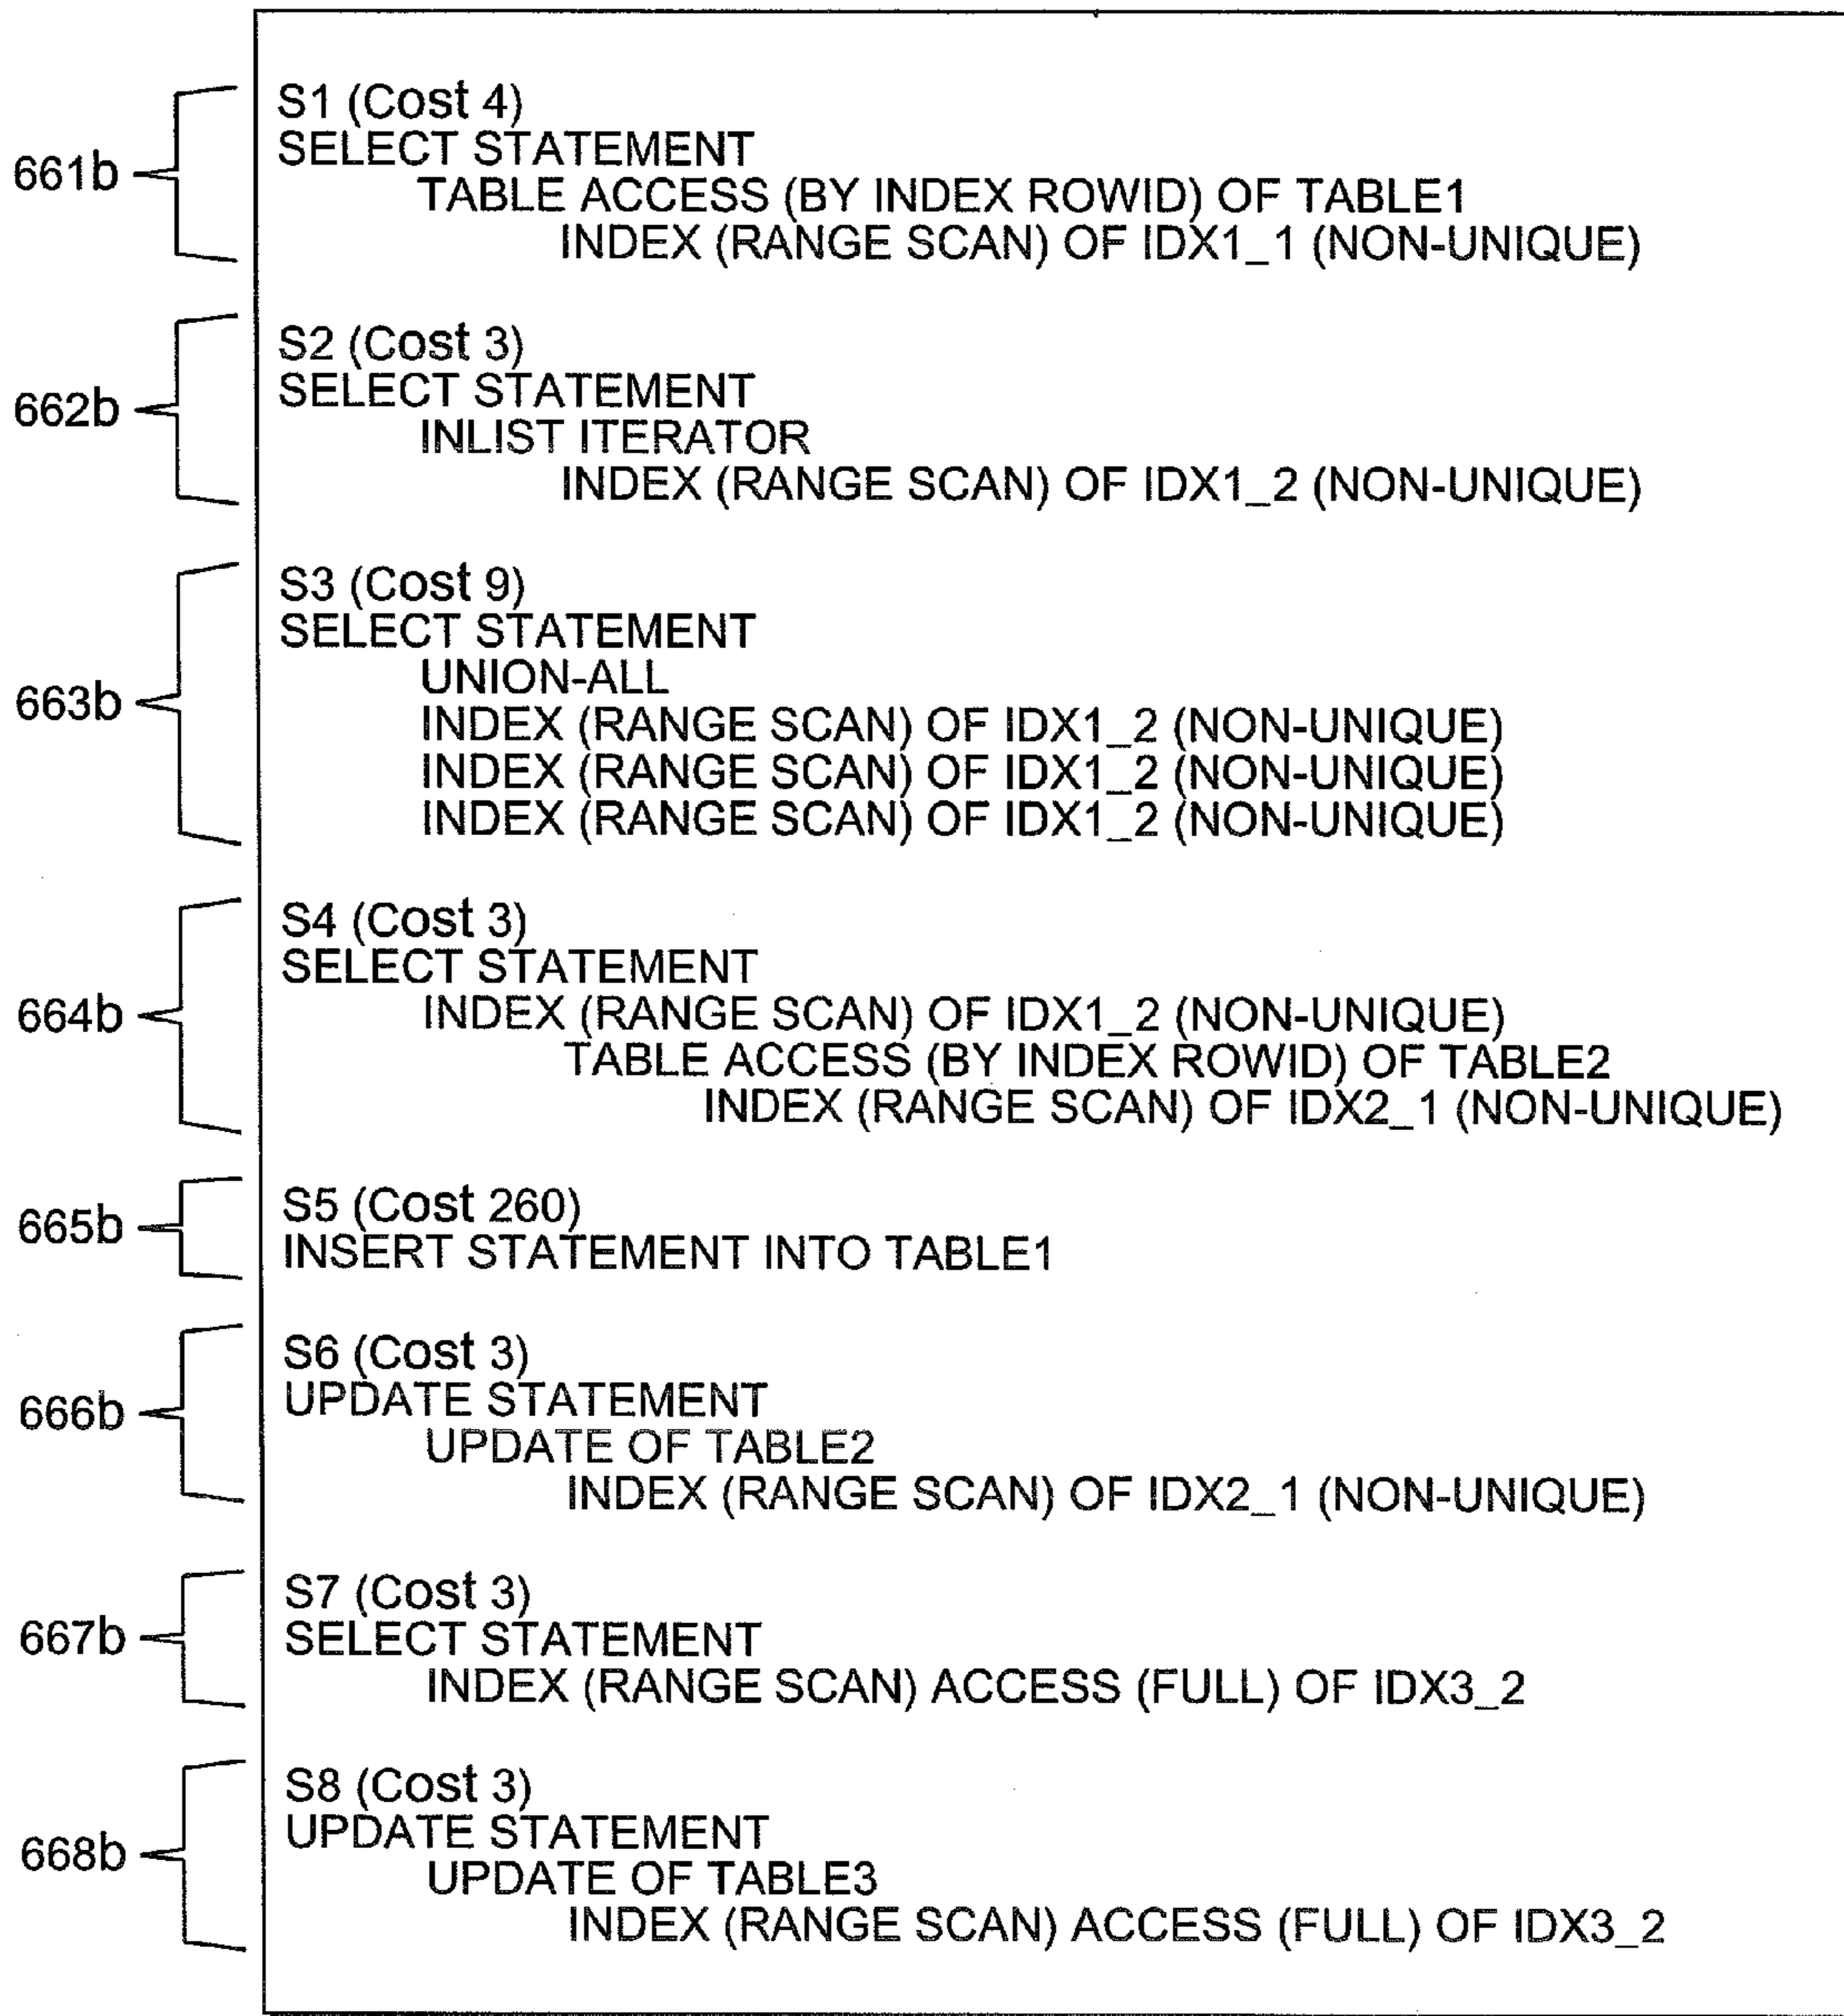 661b
S1 (Cost 4)
SELECT STATEMENT
TABLE ACCESS (BY INDEX ROWID) OF TABLE1
INDEX (RANGE SCAN) OF IDX1_1 (NON-UNIQUE)
662b
S2 (Cost 3)
SELECT STATEMENT
INLIST ITERATOR
INDEX (RANGE SCAN) OF IDX1_2 (NON-UNIQUE)
663b
S3 (Cost 9)
SELECT STATEMENT
UNION-ALL
INDEX (RANGE SCAN) OF IDX1_2 (NON-UNIQUE)
INDEX (RANGE SCAN) OF IDX1_2 (NON-UNIQUE)
INDEX (RANGE SCAN) OF IDX1_2 (NON-UNIQUE)
664b
S4 (Cost 3)
SELECT STATEMENT
INDEX (RANGE SCAN) OF IDX1_2 (NON-UNIQUE)
TABLE ACCESS (BY INDEX ROWID) OF TABLE2
INDEX (RANGE SCAN) OF IDX2_1 (NON-UNIQUE)
665b
S5 (Cost 260)
INSERT STATEMENT INTO TABLE1
666b
S6 (Cost 3)
UPDATE STATEMENT
UPDATE OF TABLE2
INDEX (RANGE SCAN) OF IDX2_1 (NON-UNIQUE)
667b
S7 (Cost 3)
SELECT STATEMENT
INDEX (RANGE SCAN) ACCESS (FULL) OF IDX3_2
668b
S8 (Cost 3)
UPDATE STATEMENT
UPDATE OF TABLE3
INDEX (RANGE SCAN) ACCESS (FULL) OF IDX3_2